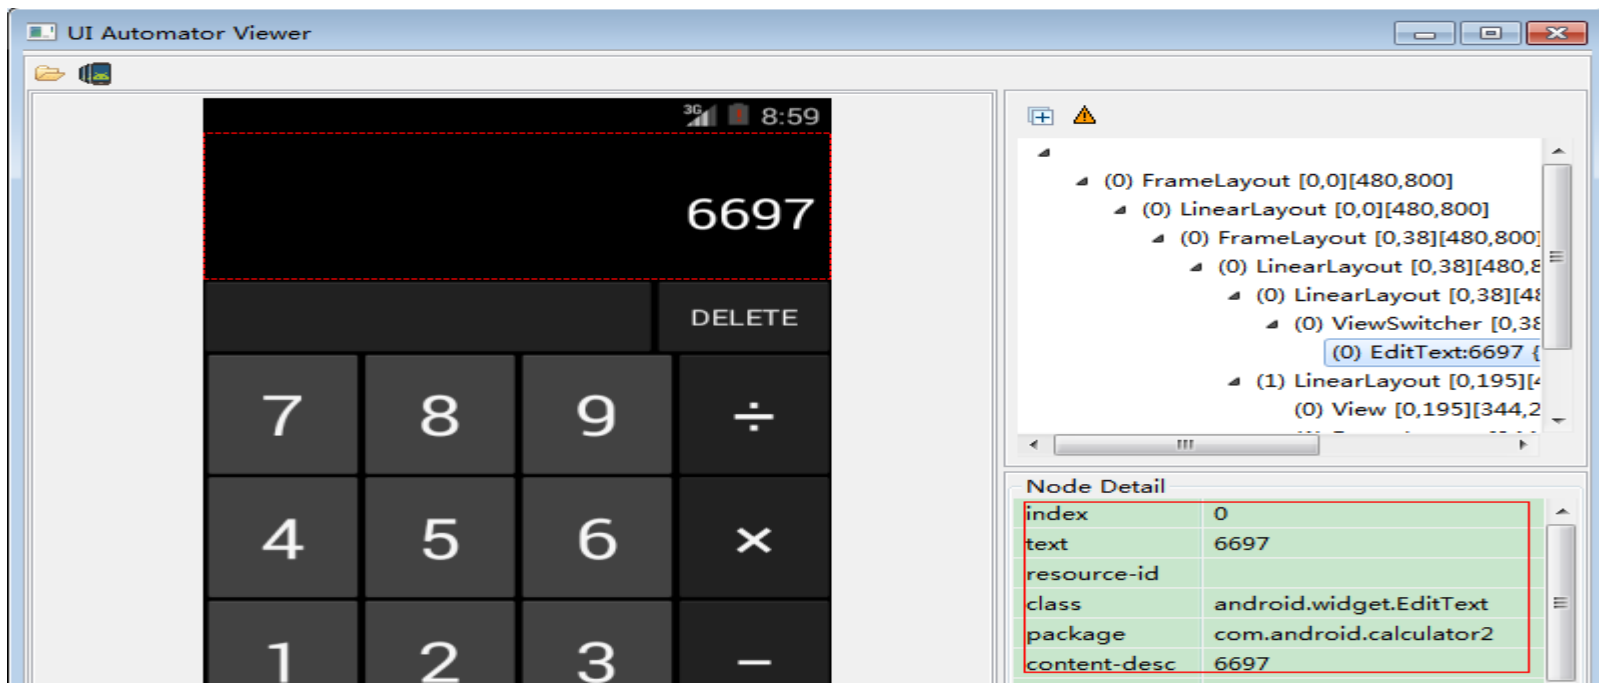 UI Automator Viewer
3G 8:59
6697
DELETE
7 8 9 ÷
4 5 6 ×
1 2 3 −
(0) FrameLayout [0,0][480,800]
(0) LinearLayout [0,0][480,800]
(0) FrameLayout [0,38][480,800]
(0) LinearLayout [0,38][480,8
(0) LinearLayout [0,38][48
(0) ViewSwitcher [0,38
(0) EditText:6697 {
(1) LinearLayout [0,195][4
(0) View [0,195][344,2
Node Detail
index 0
text 6697
resource-id
class android.widget.EditText
package com.android.calculator2
content-desc 6697